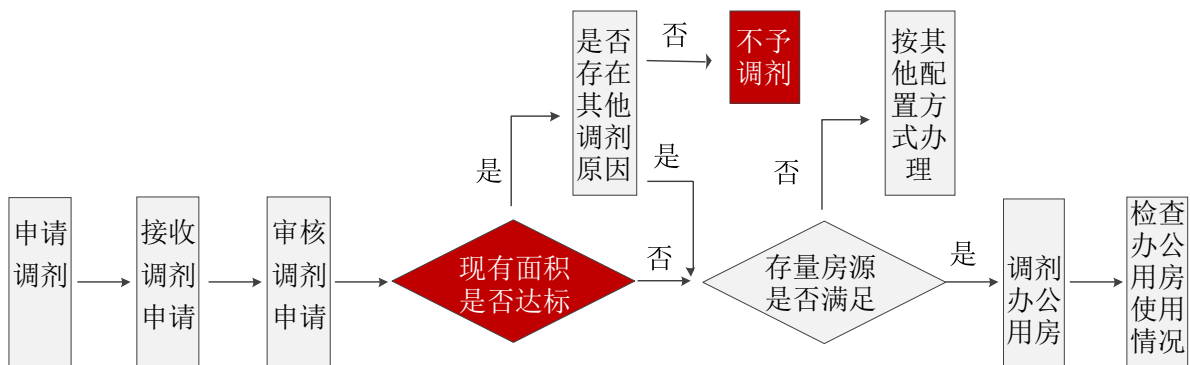 申请
调剂
接收
调剂
申请
审核
调剂
申请
现有面积
是否达标
是
是否
存在
其他
调剂
原因
否
不予
调剂
是
否
存量房源
是否满足
否
按其
他配
置方
式办
理
是
调剂
办公
用房
检查
办公
用房
使用
情况